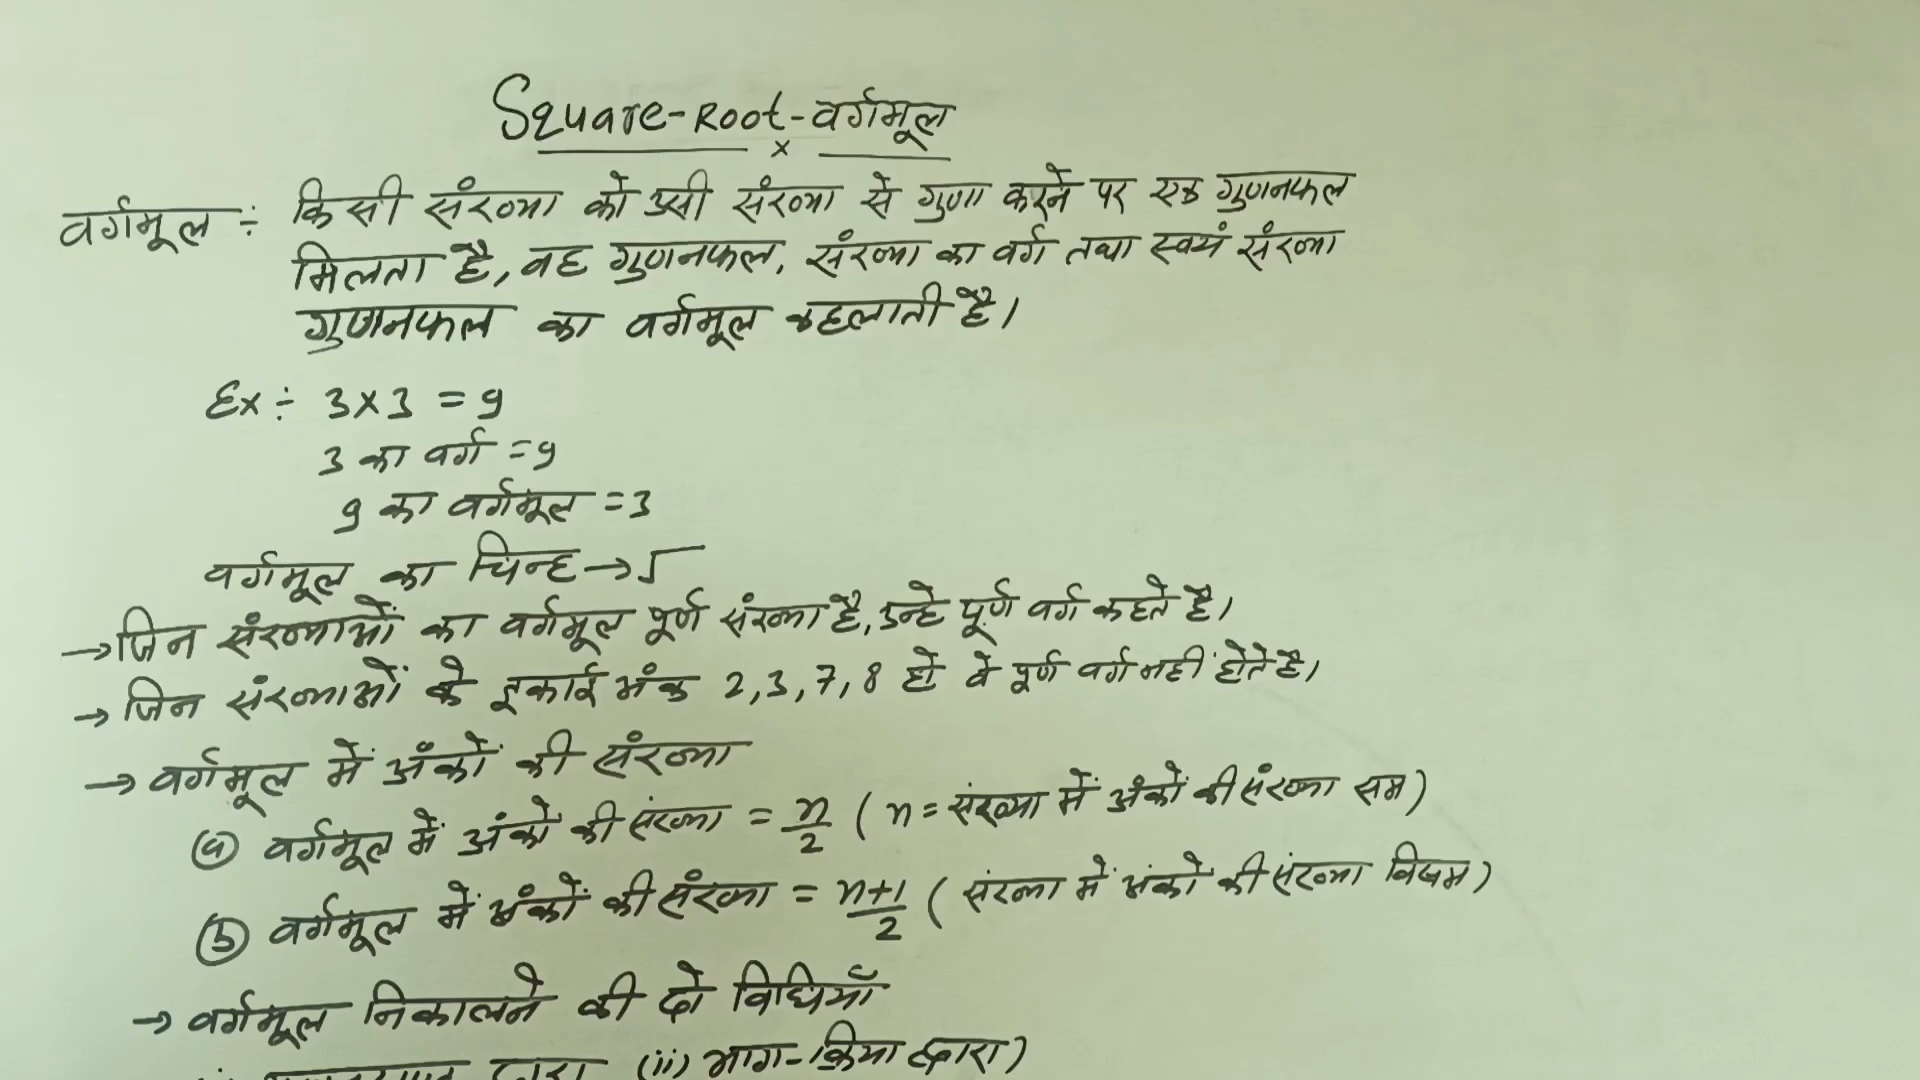 Square-Root-वर्गमूल
वर्गमूल ÷ किसी संख्या को उसी संख्या से गुणा करने पर एक गुणनफल
मिलता है, वह गुणनफल, संख्या का वर्ग तथा स्वयं संख्या
गुणनफल का वर्गमूल कहलाती है।
Ex ÷ 3×3 = 9
3 का वर्ग = 9
9 का वर्गमूल = 3
वर्गमूल का चिन्ह → √
→ जिन संख्याओं का वर्गमूल पूर्ण संख्या है, उन्हे पूर्ण वर्ग कहते है।
→ जिन संख्याओं के इकाई अंक 2, 3, 7, 8 हो वे पूर्ण वर्ग नहीं होते है।
→ वर्गमूल में अंकों की संख्या
(a) वर्गमूल में अंकों की संख्या = n/2 ( n = संख्या में अंकों की संख्या सम )
(b) वर्गमूल में अंकों की संख्या = n+1/2 ( संख्या में अंकों की संख्या विषम )
→ वर्गमूल निकालने की दो विधियाँ
द्वारा (ii) भाग-क्रिया द्वारा )